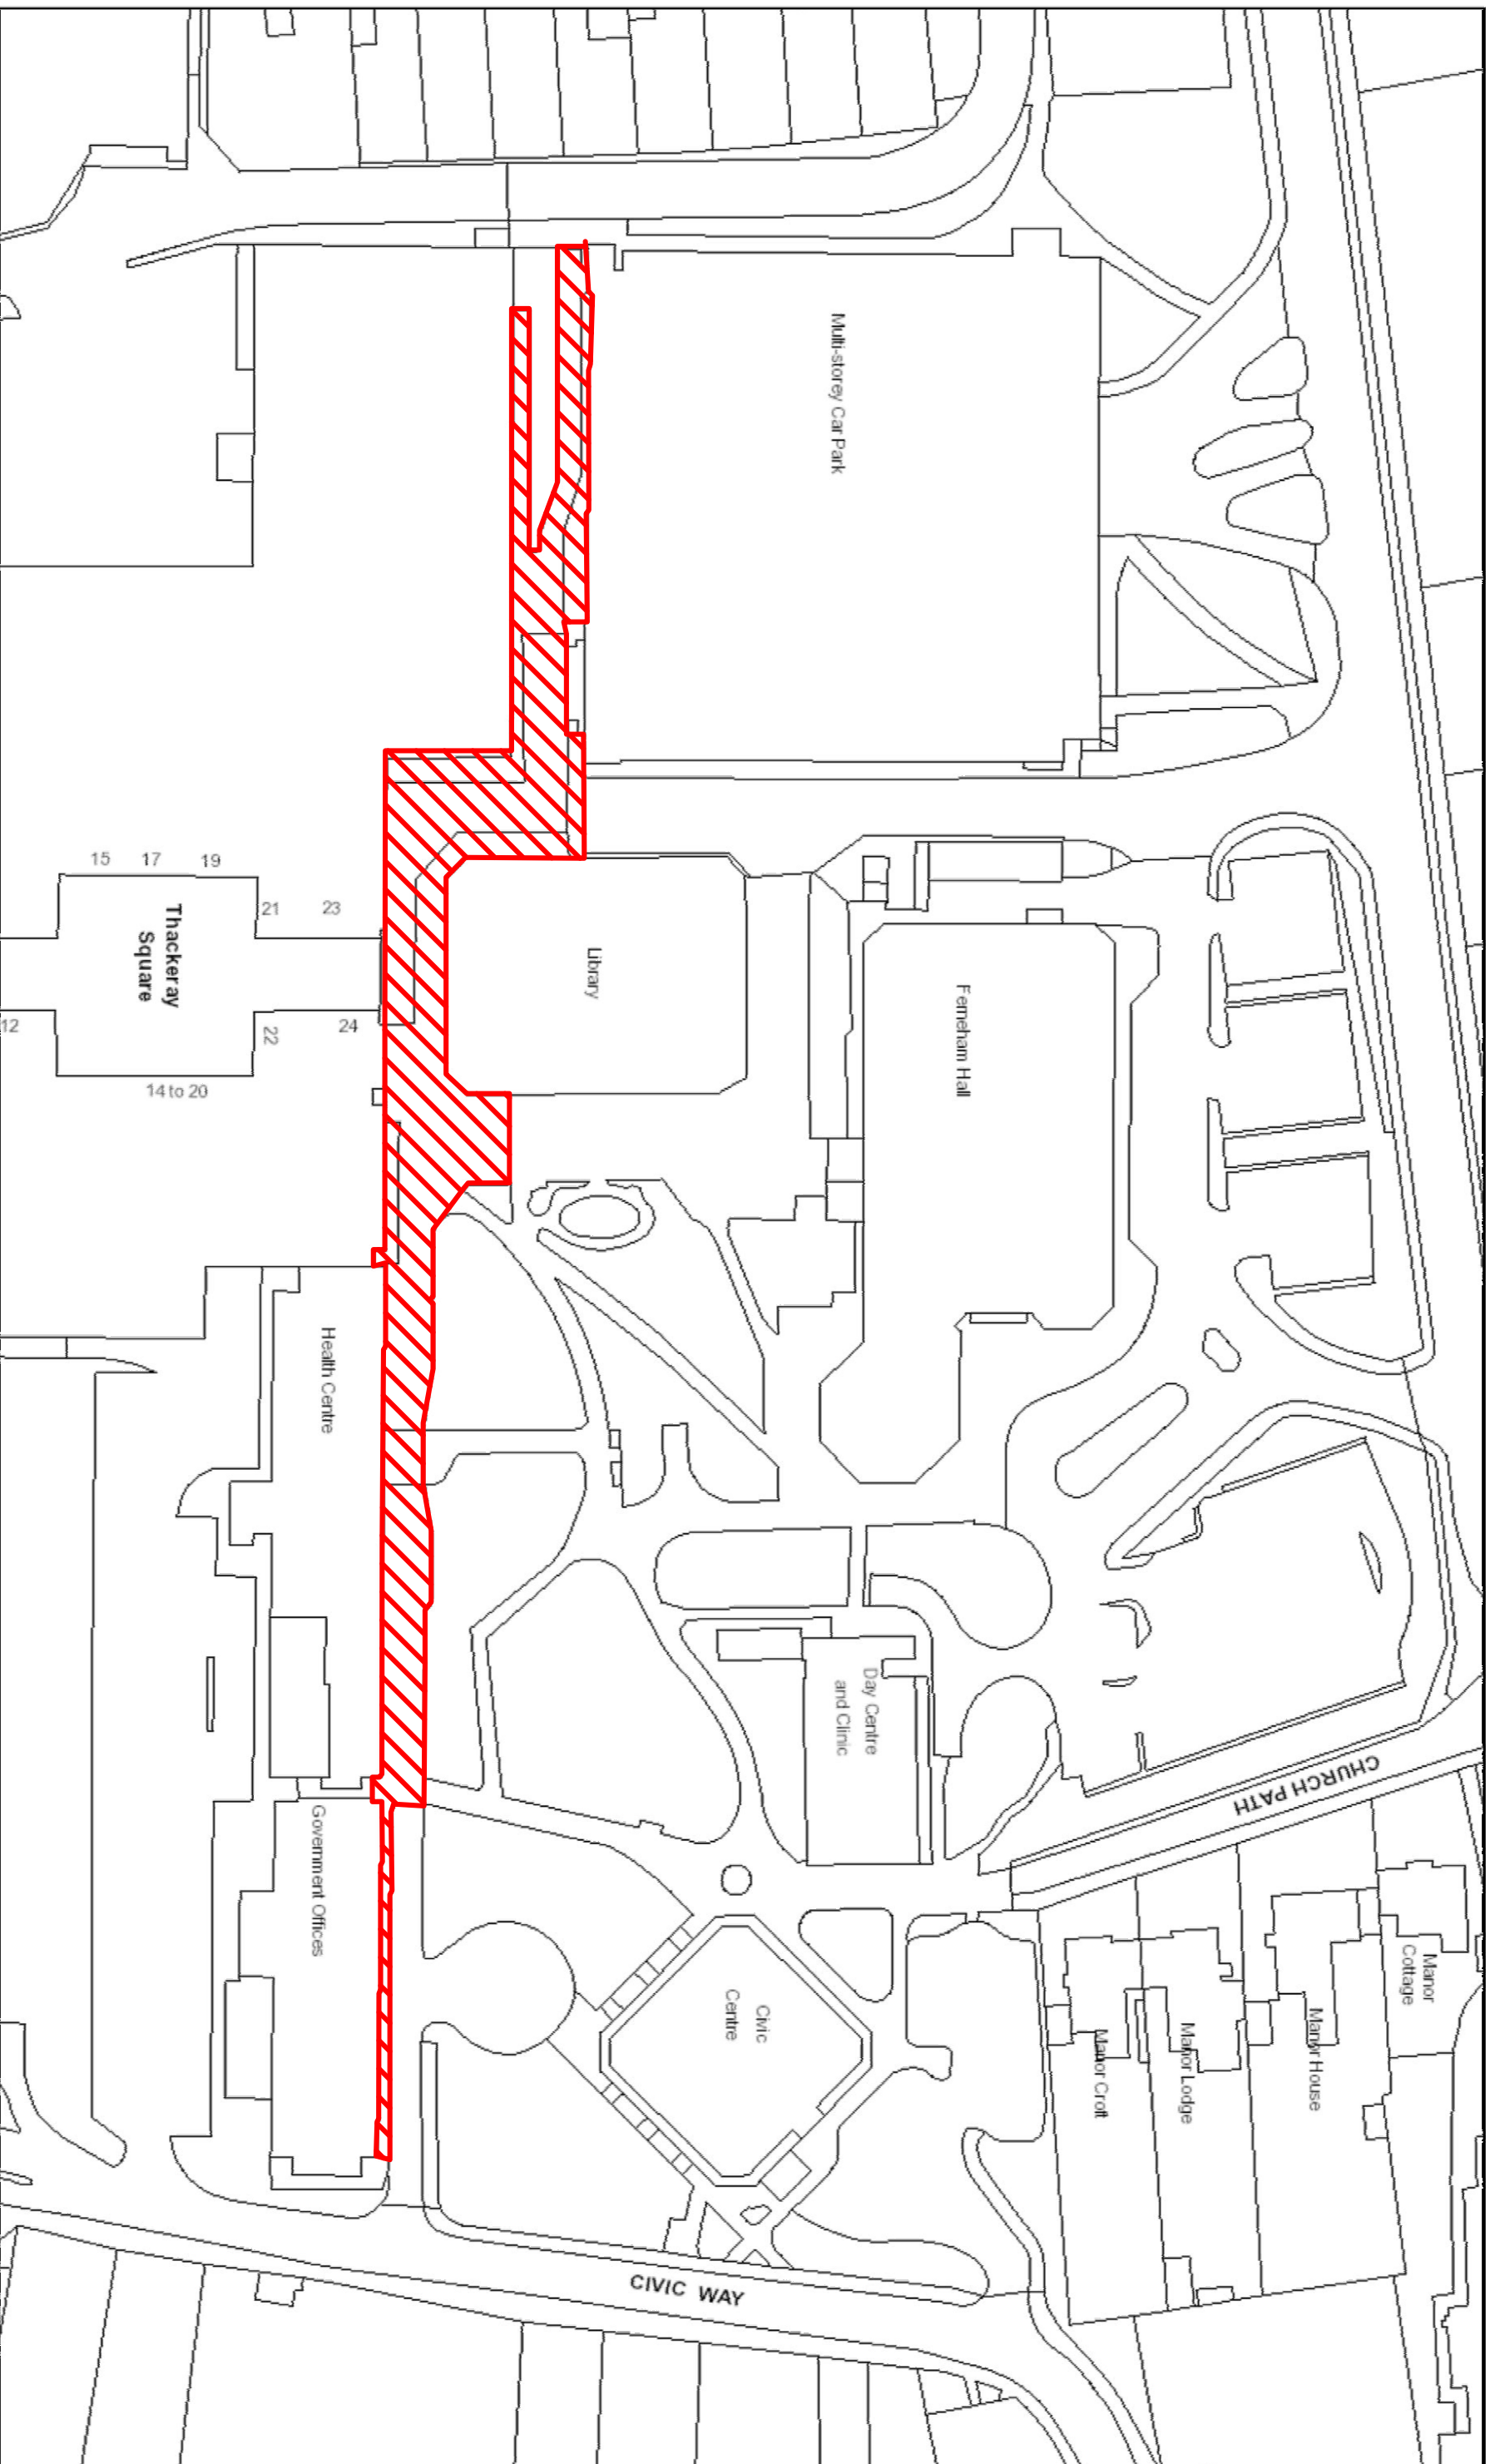 Multi-storey Car Park
15 17 19
21
23
Thackeray
Square
Library
Ferneham Hall
12
22
24
14 to 20
Health Centre
Day Centre
and Clinic
CHURCH PATH
Government Offices
Civic
Centre
Manor
Cottage
Manor House
Manor Lodge
Manor Croft
CIVIC WAY